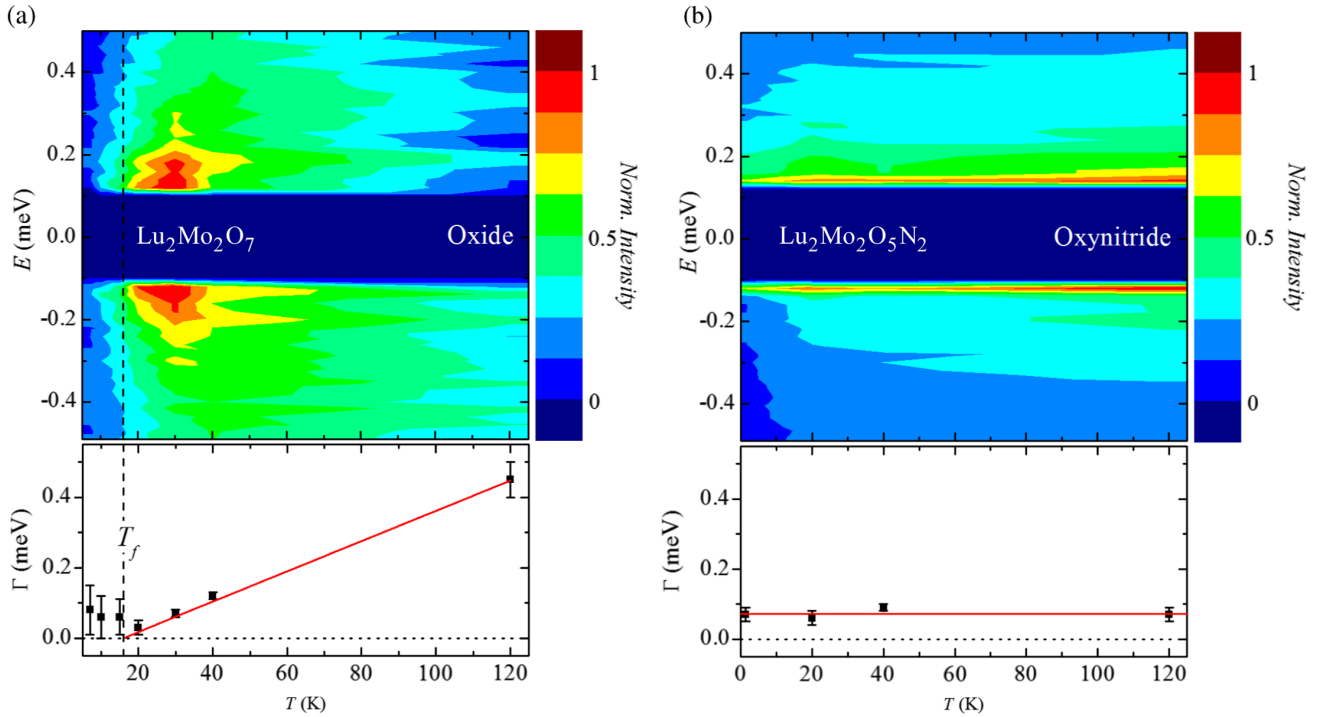 (a)
(b)
0.4
0.2
0.0
-0.2
-0.4
E (meV)
Lu2Mo2O7
Oxide
1
0.5
0
Norm. Intensity
0.4
0.2
0.0
-0.2
-0.4
E (meV)
Lu2Mo2O5N2
Oxynitride
1
0.5
0
Norm. Intensity
0.4
0.2
0.0
Γ (meV)
Tf
20 40 60 80 100 120
T (K)
0.4
0.2
0.0
Γ (meV)
0 20 40 60 80 100 120
T (K)